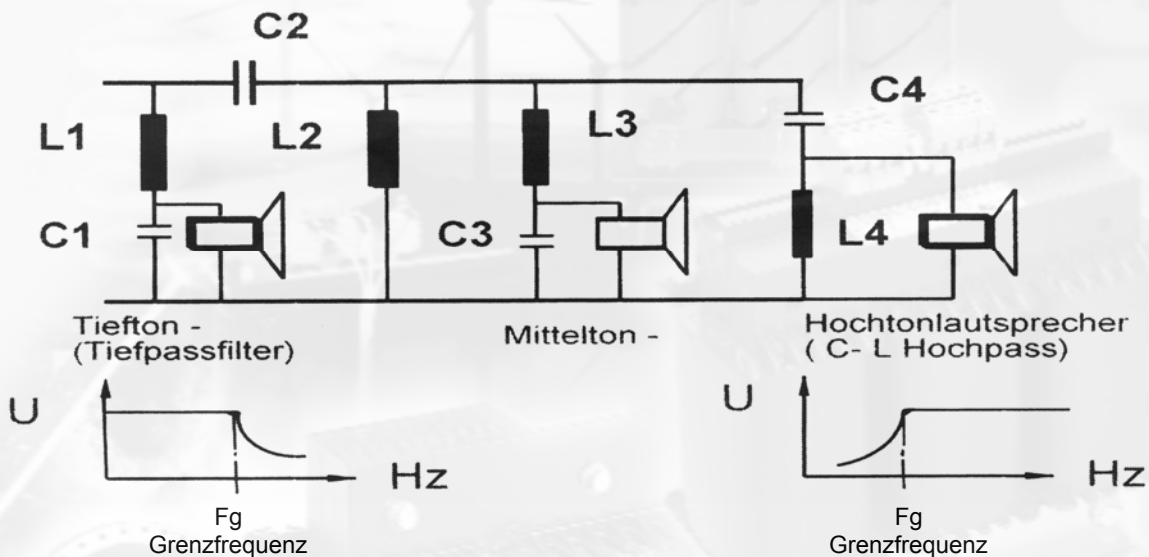 C2
C4
L1
L2
L3
C1
C3
L4
Tiefton -
(Tiefpassfilter)
Mittelton -
Hochtonlautsprecher
( C- L Hochpass)
U
Hz
Fg
Grenzfrequenz
U
Hz
Fg
Grenzfrequenz